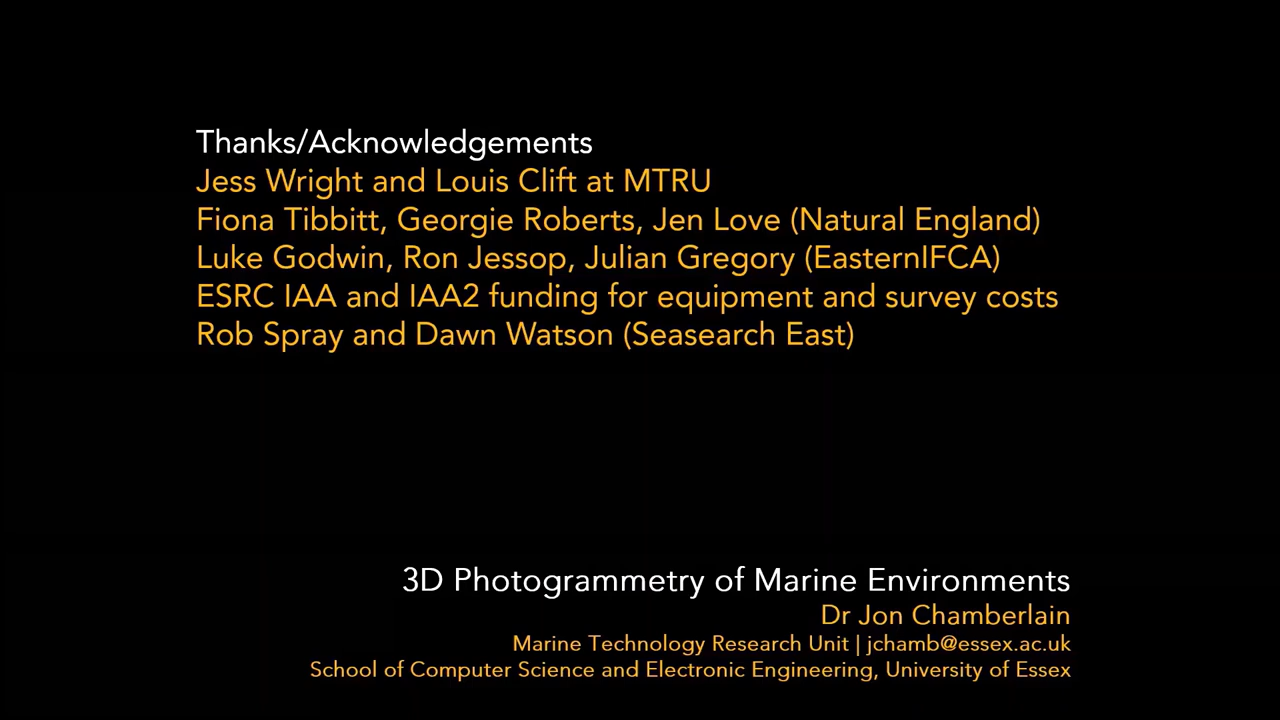 Thanks/Acknowledgements
Jess Wright and Louis Clift at MTRU
Fiona Tibbitt, Georgie Roberts, Jen Love (Natural England)
Luke Godwin, Ron Jessop, Julian Gregory (EasternIFCA)
ESRC IAA and IAA2 funding for equipment and survey costs
Rob Spray and Dawn Watson (Seasearch East)
3D Photogrammetry of Marine Environments
Dr Jon Chamberlain
Marine Technology Research Unit | jchamb@essex.ac.uk
School of Computer Science and Electronic Engineering, University of Essex